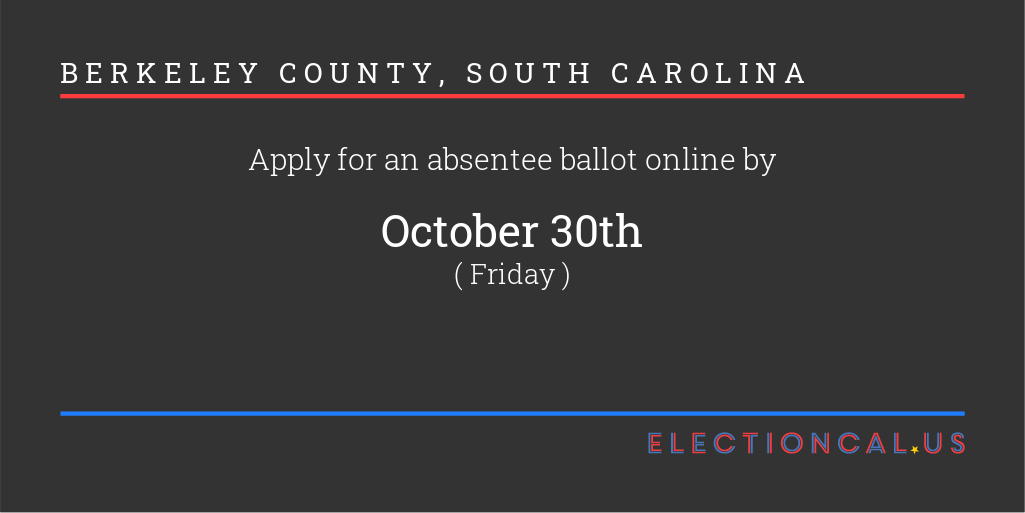 BERKELEY COUNTY, SOUTH CAROLINA
Apply for an absentee ballot online by
October 30th
( Friday )
ELECTIONCAL.US